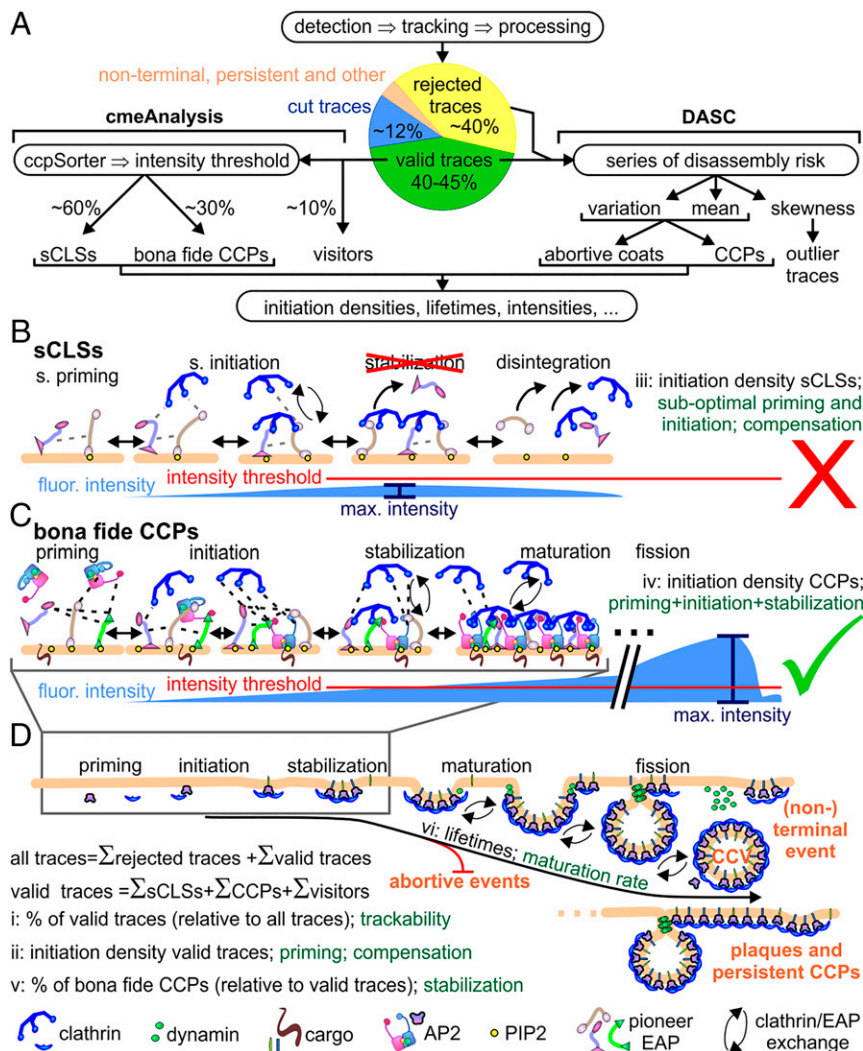 A
detection ⇒ tracking ⇒ processing
non-terminal, persistent and other
rejected
traces
~40%
cut traces
~12%
cmeAnalysis
DASC
ccpSorter ⇒ intensity threshold
valid traces
40-45%
series of disassembly risk
~60%
~30%
~10%
variation
mean
skewness
sCLSs
bona fide CCPs
visitors
abortive coats
CCPs
outlier
traces
initiation densities, lifetimes, intensities, ...
B
sCLSs
s. priming
s. initiation
stabilization
disintegration
iii: initiation density sCLSs;
sub-optimal priming and
initiation; compensation
intensity threshold
fluor. intensity
max. intensity
C
bona fide CCPs
priming
initiation
stabilization
maturation
fission
iv: initiation density CCPs;
priming+initiation+stabilization
fluor. intensity
intensity threshold
max. intensity
D
priming
initiation
stabilization
maturation
fission
(non-)
terminal
event
CCV
vi: lifetimes; maturation rate
abortive events
all traces=∑rejected traces +∑valid traces
valid traces =∑sCLSs+∑CCPs+∑visitors
i: % of valid traces (relative to all traces); trackability
ii: initiation density valid traces; priming; compensation
v: % of bona fide CCPs (relative to valid traces); stabilization
plaques and
persistent CCPs
clathrin
dynamin
cargo
AP2
PIP2
pioneer
EAP
clathrin/EAP
exchange